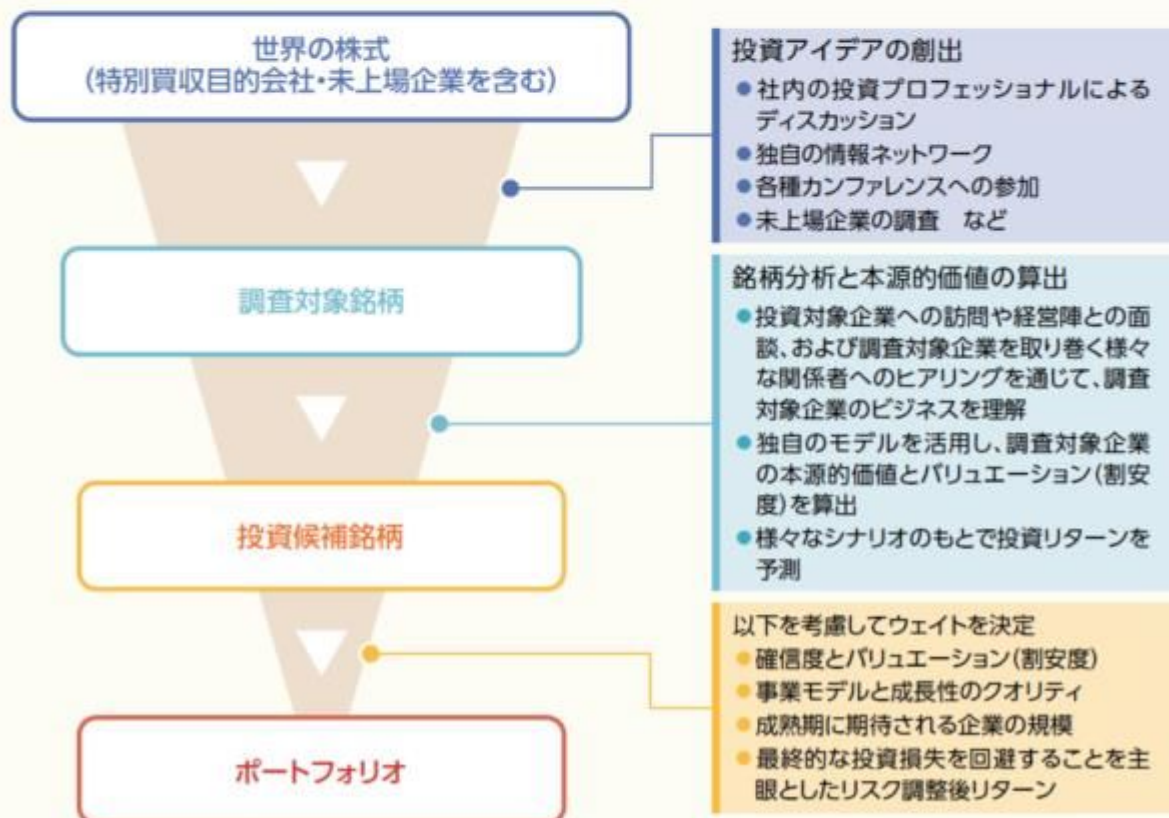 世界の株式
(特別買収目的会社・未上場企業を含む)
投資アイデアの創出
●社内の投資プロフェッショナルによる
ディスカッション
●独自の情報ネットワーク
●各種カンファレンスへの参加
●未上場企業の調査　など
調査対象銘柄
銘柄分析と本源的価値の算出
●投資対象企業への訪問や経営陣との面
談、および調査対象企業を取り巻く様々
な関係者へのヒアリングを通じて、調査
対象企業のビジネスを理解
●独自のモデルを活用し、調査対象企業
の本源的価値とバリュエーション(割安
度)を算出
●様々なシナリオのもとで投資リターンを
予測
投資候補銘柄
以下を考慮してウェイトを決定
●確信度とバリュエーション(割安度)
●事業モデルと成長性のクオリティ
●成熟期に期待される企業の規模
●最終的な投資損失を回避することを主
眼としたリスク調整後リターン
ポートフォリオ